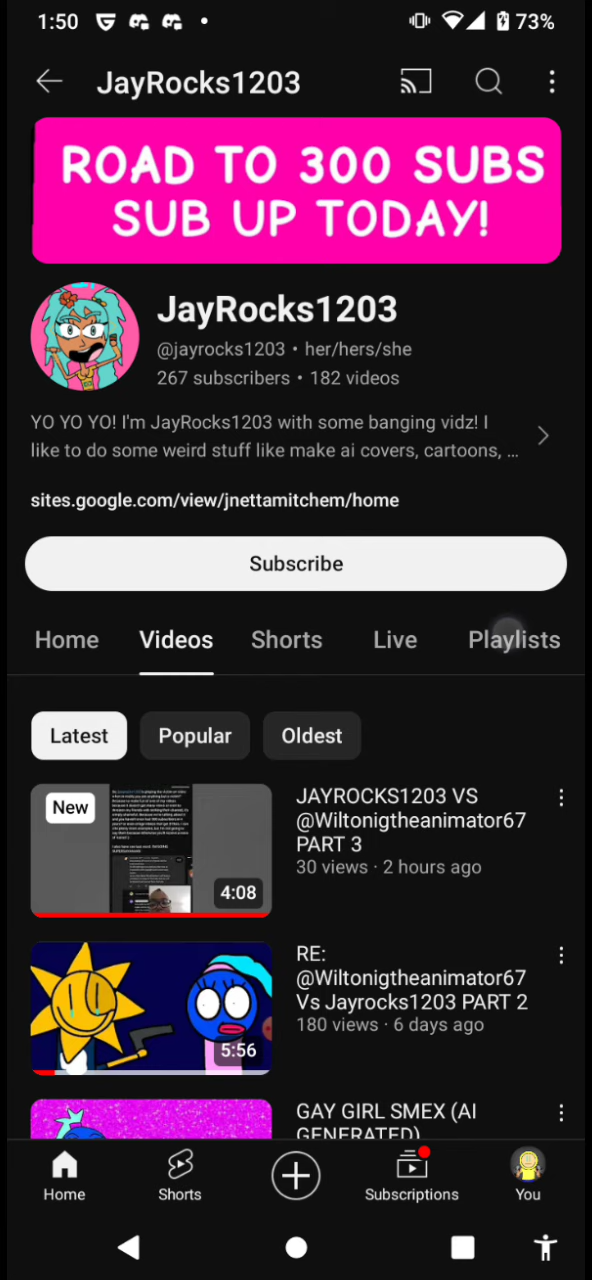 1:50
73%
JayRocks1203
ROAD TO 300 SUBS
SUB UP TODAY!
JayRocks1203
@jayrocks1203 • her/hers/she
267 subscribers • 182 videos
YO YO YO! I'm JayRocks1203 with some banging vidz! I
like to do some weird stuff like make ai covers, cartoons, ...
sites.google.com/view/jnettamitchem/home
Subscribe
Home Videos Shorts Live Playlists
Latest Popular Oldest
New
4:08
JAYROCKS1203 VS
@Wiltonigtheanimator67
PART 3
30 views · 2 hours ago
5:56
RE:
@Wiltonigtheanimator67
Vs Jayrocks1203 PART 2
180 views · 6 days ago
GAY GIRL SMEX (AI
GENERATED)
Home Shorts Subscriptions You